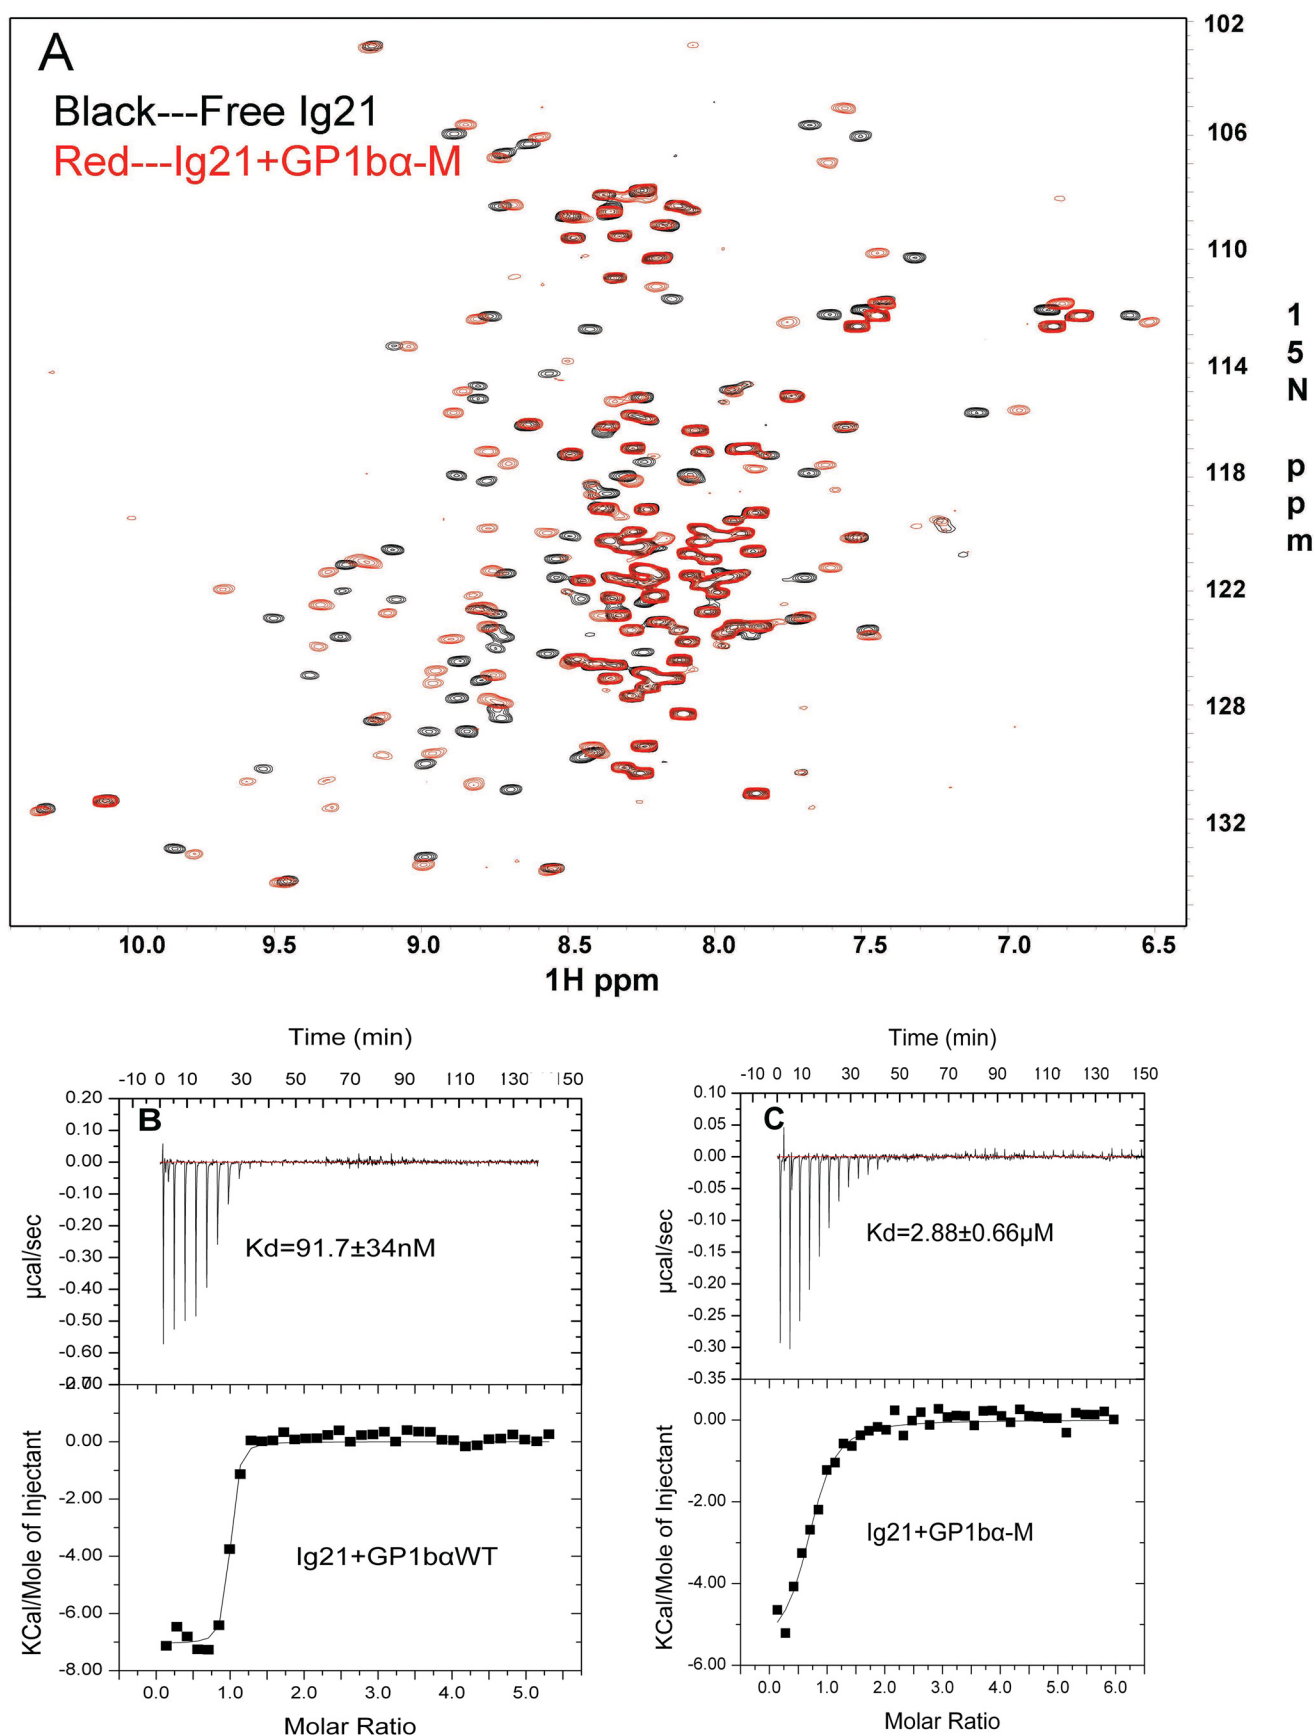 A
Black---Free Ig21
Red---Ig21+GP1bα-M
102
106
110
114
118
122
128
132
15N ppm
10.0 9.5 9.0 8.5 8.0 7.5 7.0 6.5
1H ppm
Time (min)
-10 0 10 30 50 70 90 110 130 150
B
0.20
0.10
0.00
-0.10
-0.20
-0.30
-0.40
-0.50
-0.60
µcal/sec
Kd=91.7±34nM
0.00
-2.00
-4.00
-6.00
-8.00
KCal/Mole of Injectant
Ig21+GP1bαWT
0.0 1.0 2.0 3.0 4.0 5.0
Molar Ratio
Time (min)
-10 0 10 30 50 70 90 110 130 150
C
0.10
0.05
0.00
-0.05
-0.10
-0.15
-0.20
-0.25
-0.30
-0.35
µcal/sec
Kd=2.88±0.66µM
0.00
-2.00
-4.00
-6.00
KCal/Mole of Injectant
Ig21+GP1bα-M
0.0 1.0 2.0 3.0 4.0 5.0 6.0
Molar Ratio